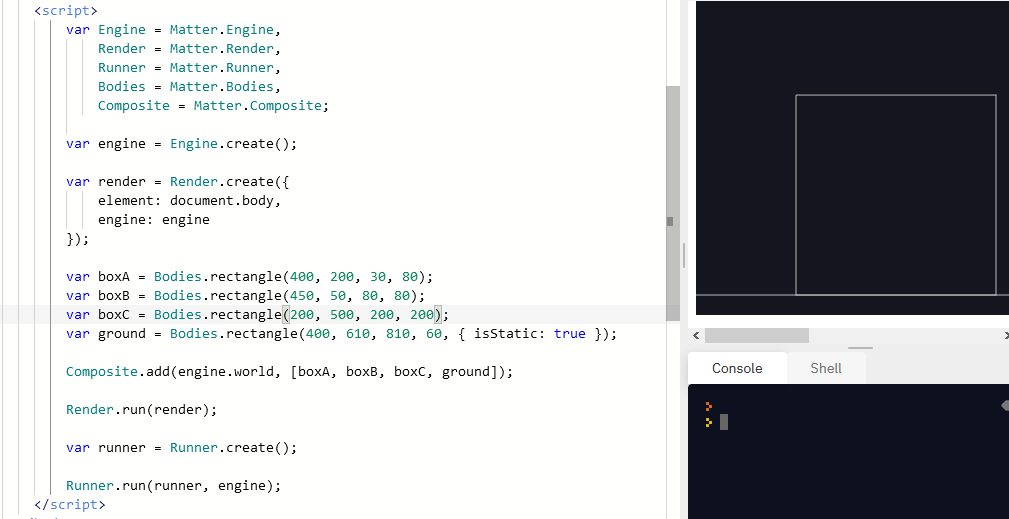 <script>
var Engine = Matter.Engine,
Render = Matter.Render,
Runner = Matter.Runner,
Bodies = Matter.Bodies,
Composite = Matter.Composite;
var engine = Engine.create();
var render = Render.create({
element: document.body,
engine: engine
});
var boxA = Bodies.rectangle(400, 200, 30, 80);
var boxB = Bodies.rectangle(450, 50, 80, 80);
var boxC = Bodies.rectangle(200, 500, 200, 200);
var ground = Bodies.rectangle(400, 610, 810, 60, { isStatic: true });
Composite.add(engine.world, [boxA, boxB, boxC, ground]);
Render.run(render);
var runner = Runner.create();
Runner.run(runner, engine);
</script>
Console
Shell